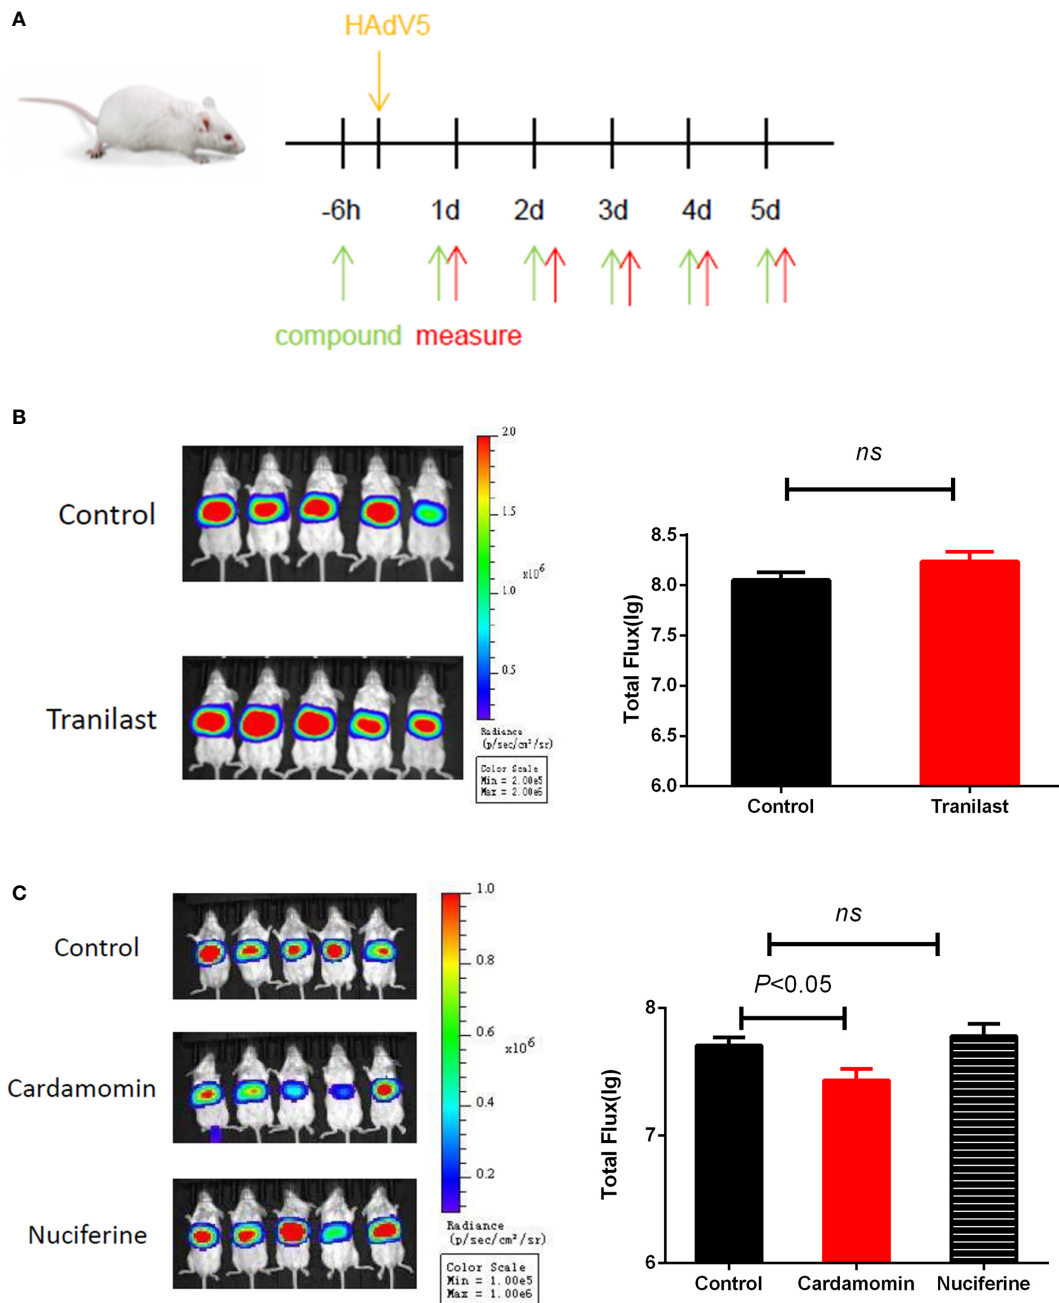 A
HAdV5
-6h 1d 2d 3d 4d 5d
compound measure
B
Control
Tranilast
2.0
1.5
x10^6
1.0
0.5
Radiance
(p/sec/cm²/sr)
Color Scale
Min = 2.00e5
Max = 2.00e6
ns
Total Flux(lg)
8.5
8.0
7.5
7.0
6.5
6.0
Control Tranilast
C
Control
Cardamomin
Nuciferine
1.0
0.8
0.6
x10^6
0.4
0.2
Radiance
(p/sec/cm²/sr)
Color Scale
Min = 1.00e5
Max = 1.00e6
ns
P<0.05
Total Flux(lg)
8
7
6
Control Cardamomin Nuciferine